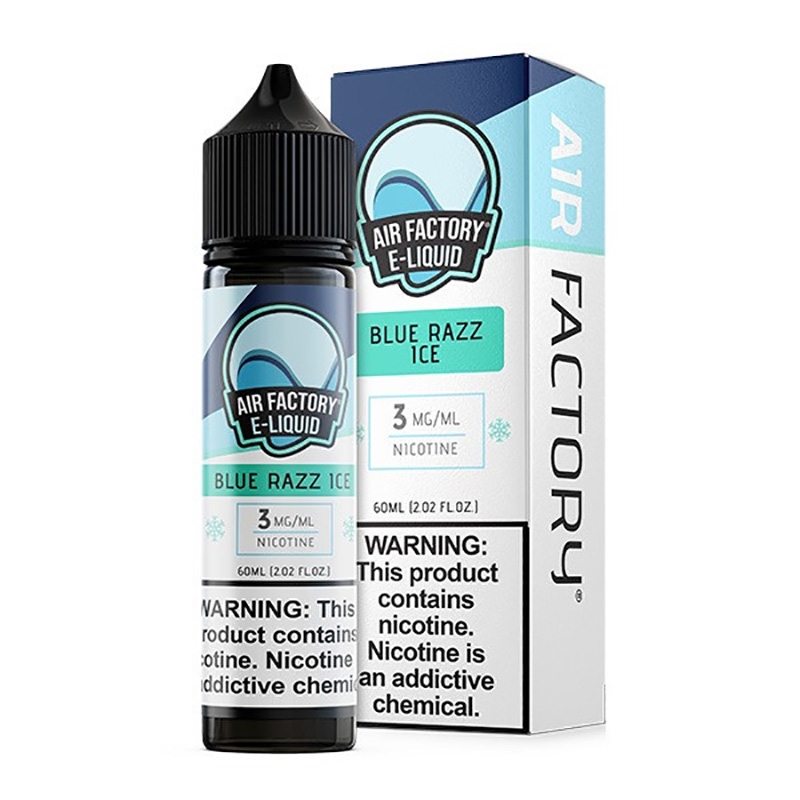 AIR FACTORY®
E-LIQUID
BLUE RAZZ ICE
3 MG/ML
NICOTINE
60ML (2.02 FL.OZ.)
WARNING: This
product contains
Nicotine
addictive
AIR FACTORY®
E-LIQUID
BLUE RAZZ
ICE
3 MG/ML
NICOTINE
60ML (2.02 FL.OZ.)
WARNING:
This product
contains
nicotine.
Nicotine is
an addictive
chemical.
AIR FACTORY®